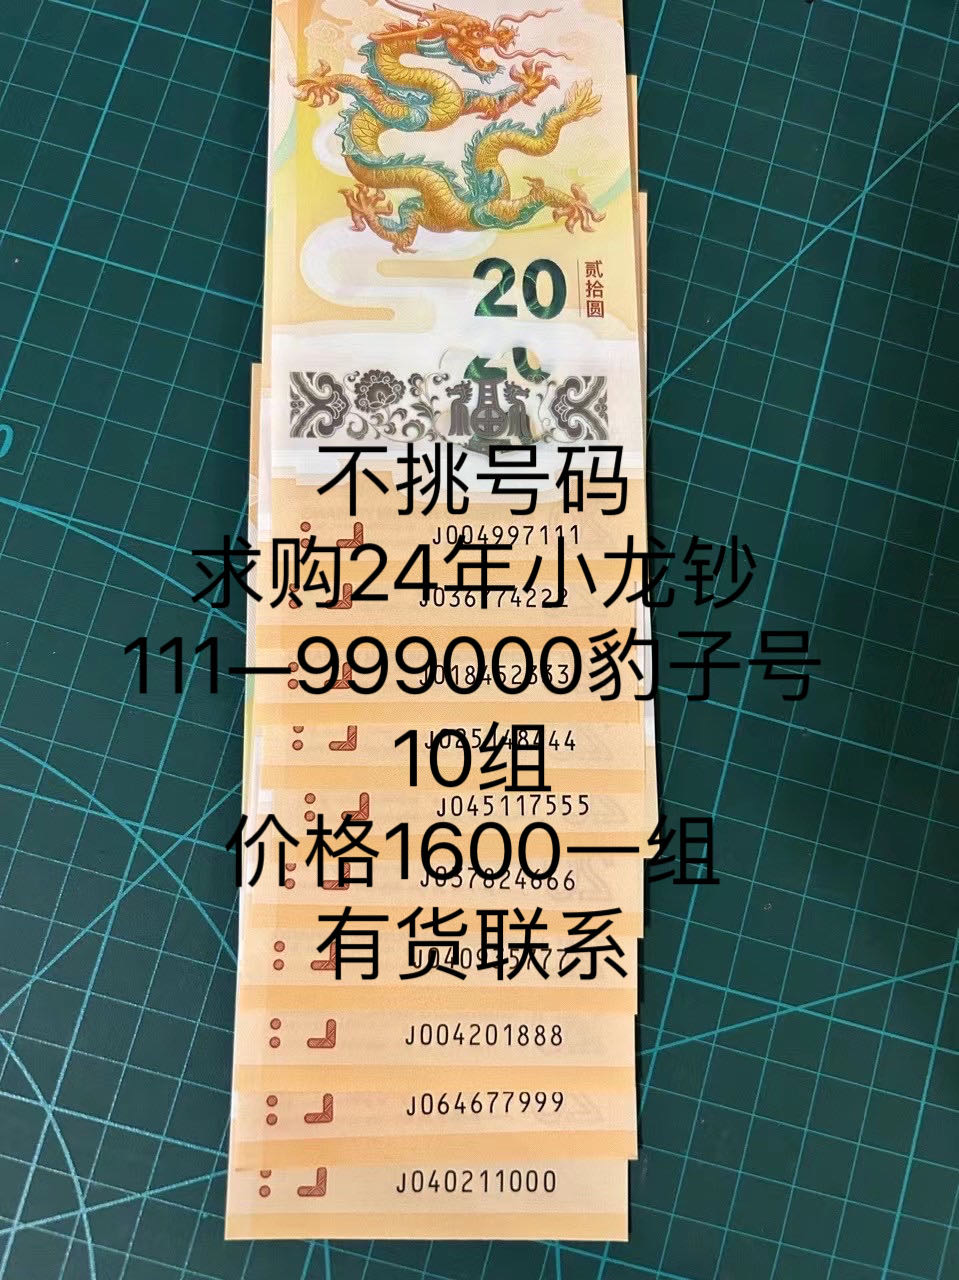 20
贰拾圆
20
不挑号码
J004997111
求购24年小龙钞
111—999000豹子号
10组
J045117555
价格1600一组
有货联系
J004201888
J064677999
J040211000